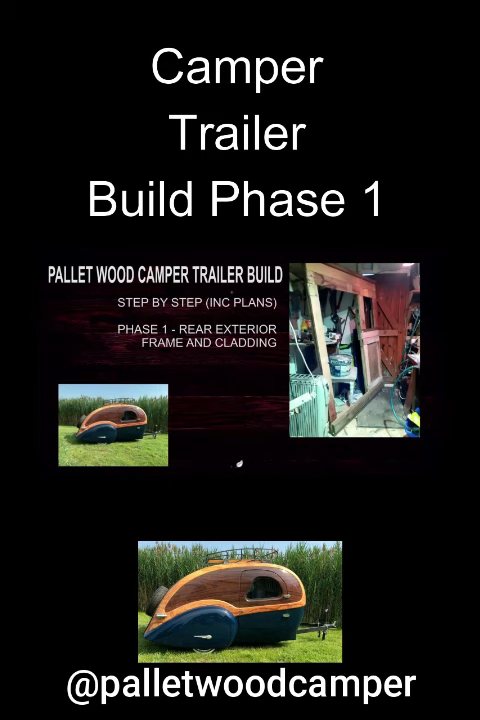 Camper
Trailer
Build Phase 1
PALLET WOOD CAMPER TRAILER BUILD
STEP BY STEP (INC PLANS)
PHASE 1 - REAR EXTERIOR
FRAME AND CLADDING
@palletwoodcamper